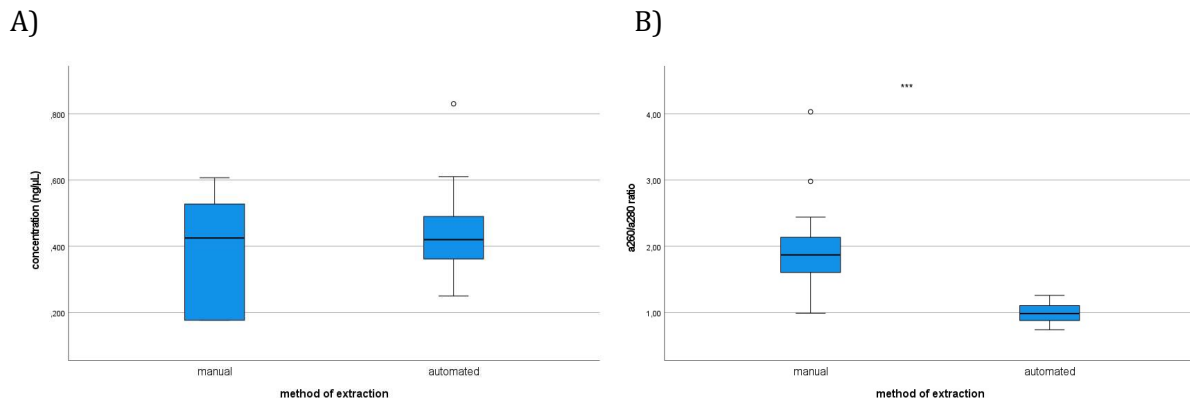 A)
,800
,600
,400
,200
concentration (ng/µL)
manual
automated
method of extraction
B)
***
4,00
3,00
2,00
1,00
a260/a280 ratio
manual
automated
method of extraction